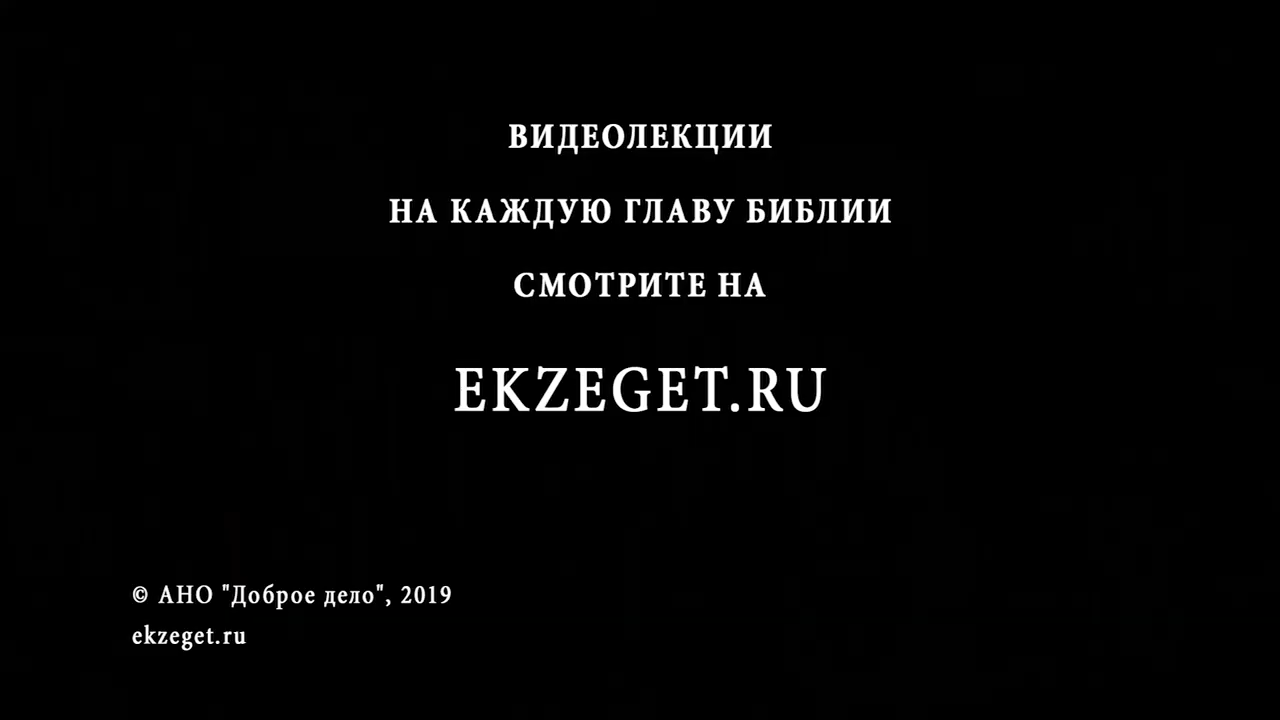 ВИДЕОЛЕКЦИИ
НА КАЖДУЮ ГЛАВУ БИБЛИИ
СМОТРИТЕ НА
EKZEGET.RU
© АНО "Доброе дело", 2019
ekzeget.ru